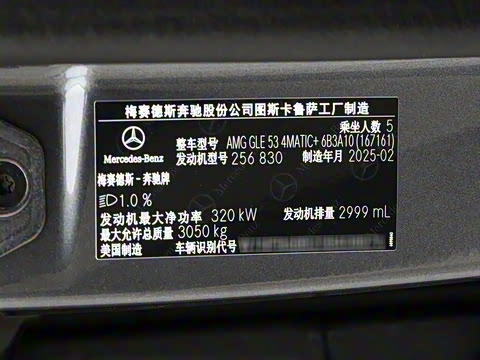 梅赛德斯奔驰股份公司图斯卡鲁萨工厂制造
乘坐人数 5
整车型号 AMG GLE 53 4MATIC+ 6B3A10 (167161)
Mercedes-Benz 发动机型号 256 830 制造年月 2025-02
梅赛德斯-奔驰牌
1.0 %
发动机最大净功率 320 kW 发动机排量 2999 mL
最大允许总质量 3050 kg
美国制造 车辆识别代号